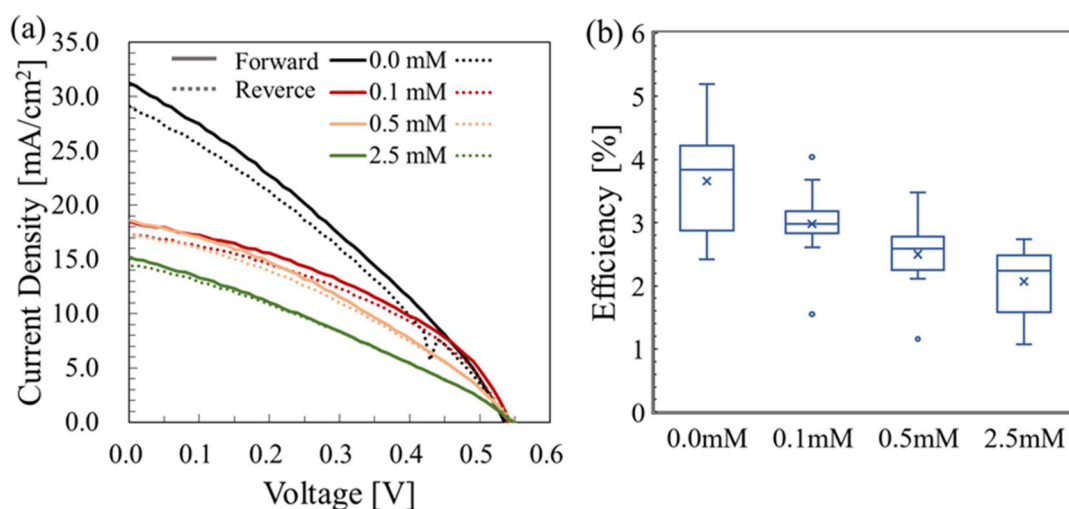 (a)
Current Density [mA/cm²]
35.0
30.0
25.0
20.0
15.0
10.0
5.0
0.0
Forward
Reverce
0.0 mM
0.1 mM
0.5 mM
2.5 mM
0.0 0.1 0.2 0.3 0.4 0.5 0.6
Voltage [V]
(b)
Efficiency [%]
6
5
4
3
2
1
0
0.0mM 0.1mM 0.5mM 2.5mM